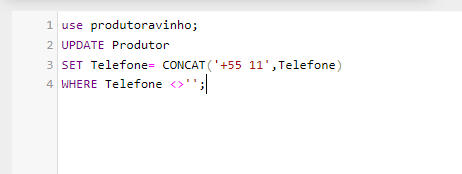 1 use produtoravinho;
2 UPDATE Produtor
3 SET Telefone= CONCAT('+55 11',Telefone)
4 WHERE Telefone <>'';